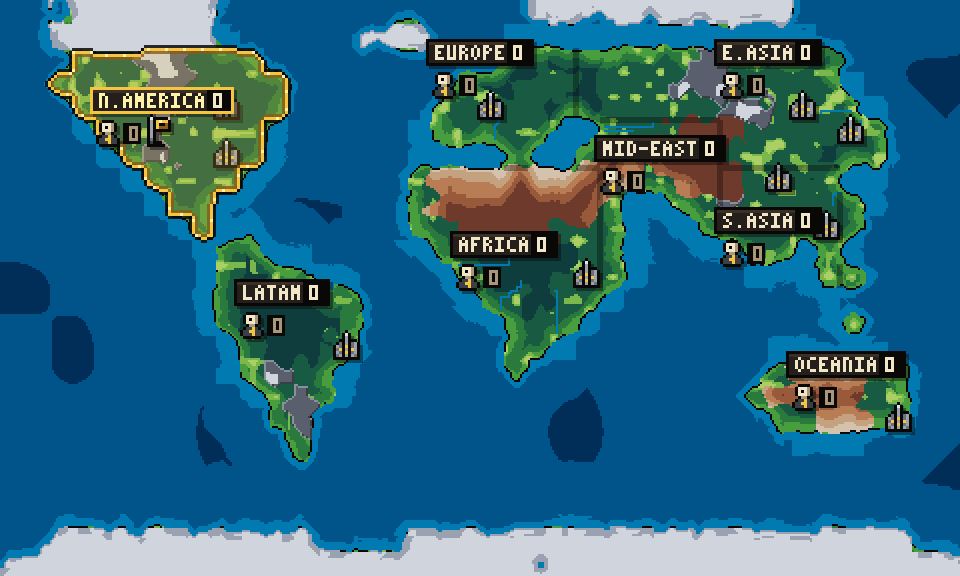 EUROPE 0
0
E.ASIA 0
0
N.AMERICA 0
0
MID-EAST 0
0
S.ASIA 0
0
AFRICA 0
0
LATAM 0
0
OCEANIA 0
0